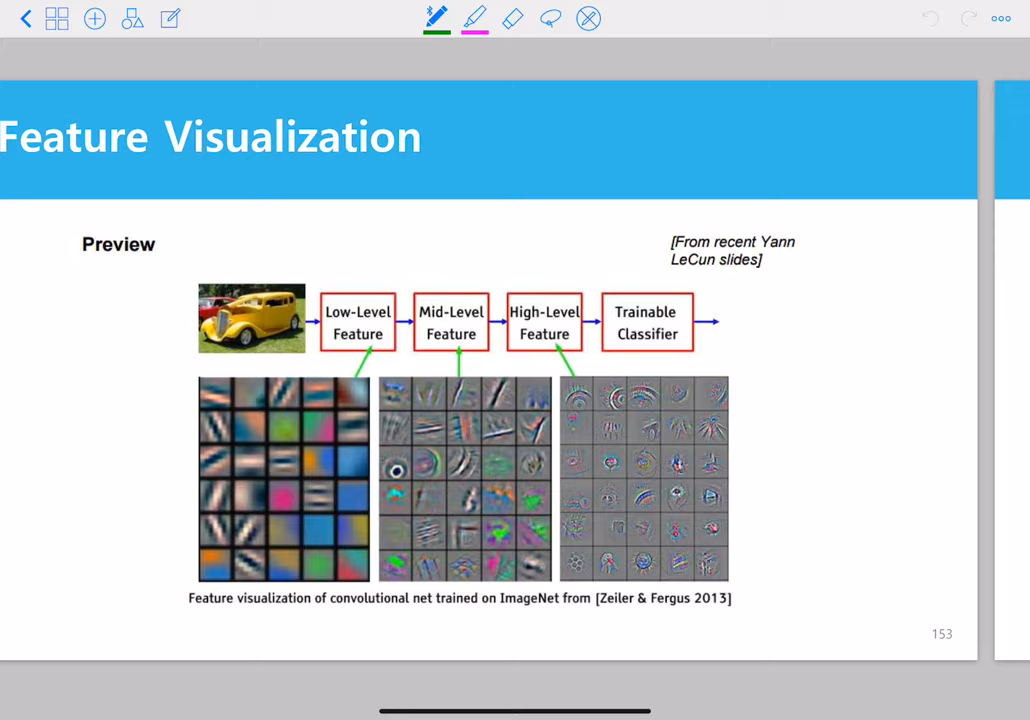 Feature Visualization
Preview
[From recent Yann
LeCun slides]
Low-Level
Feature
Mid-Level
Feature
High-Level
Feature
Trainable
Classifier
Feature visualization of convolutional net trained on ImageNet from [Zeiler & Fergus 2013]
153